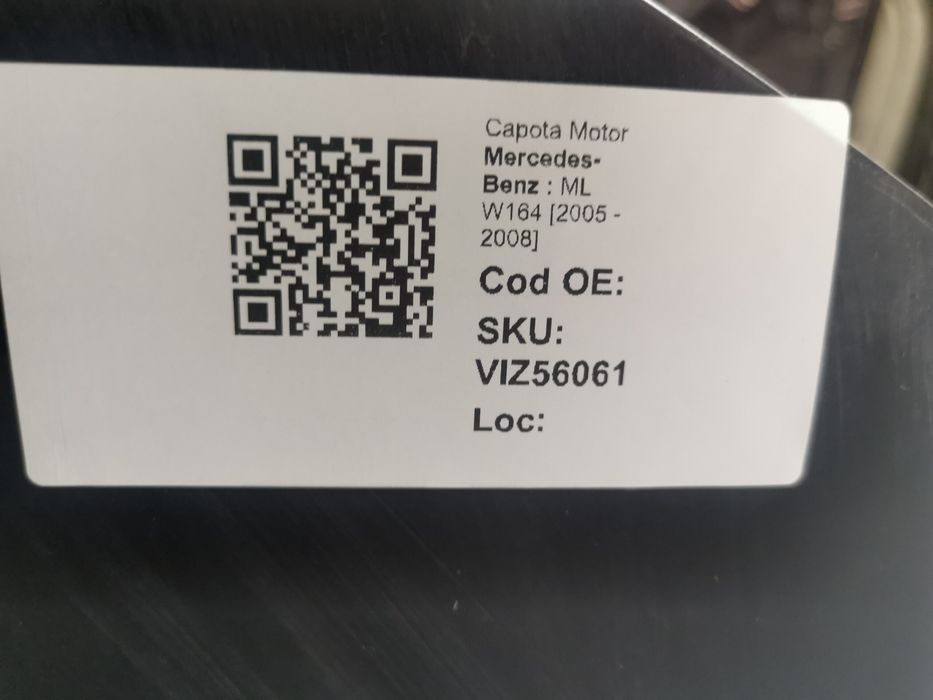 Capota Motor
Mercedes-
Benz : ML
W164 [2005 -
2008]
Cod OE:
SKU:
VIZ56061
Loc: